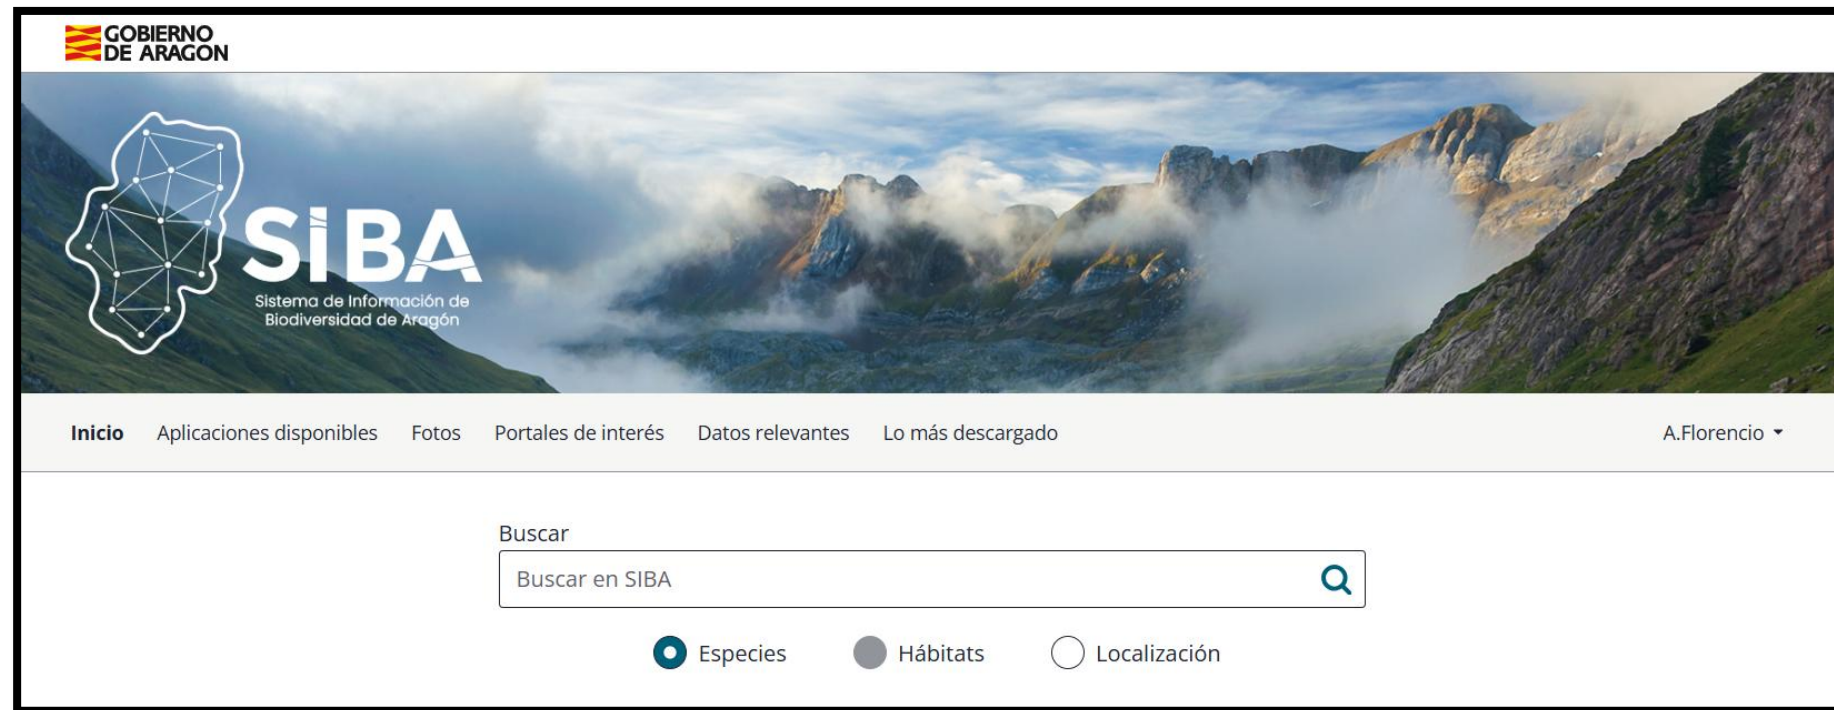 GOBIERNO
DE ARAGON
SIBA
Sistema de Información de
Biodiversidad de Aragón
Inicio Aplicaciones disponibles Fotos Portales de interés Datos relevantes Lo más descargado A.Florencio
Buscar
Buscar en SIBA
Especies Hábitats Localización